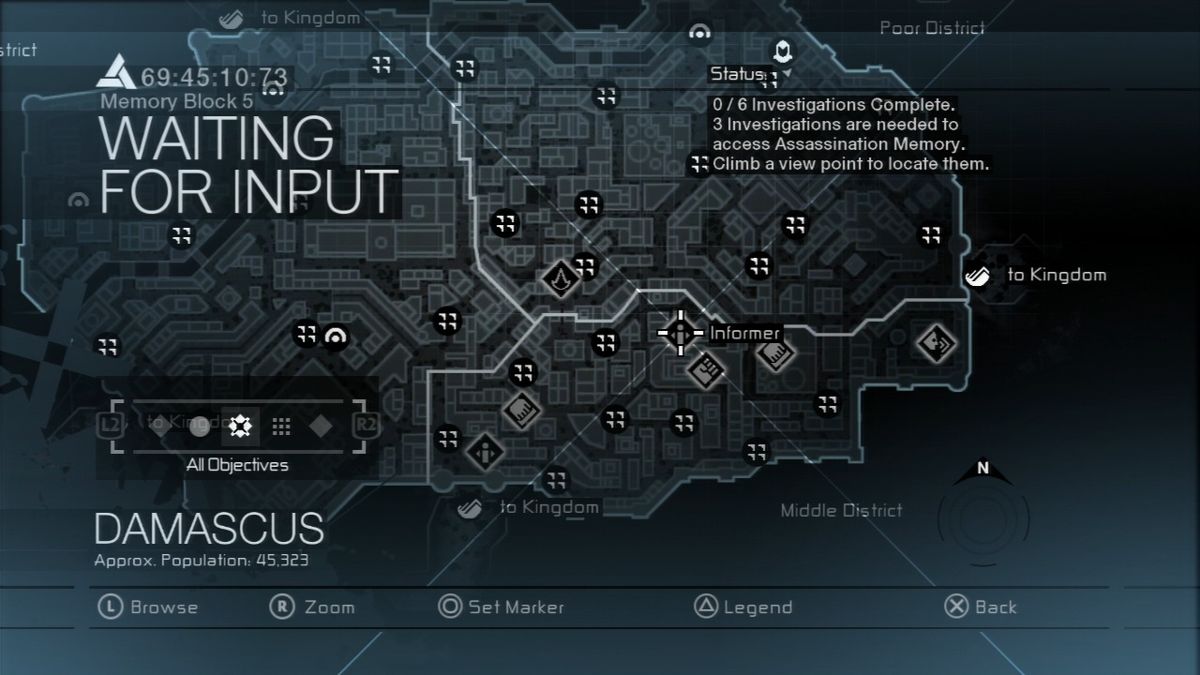 to Kingdom
Poor District
strict
69:45:10:73
Memory Block 5
WAITING
FOR INPUT
Status:
0 / 6 Investigations Complete.
3 Investigations are needed to
access Assassination Memory.
Climb a view point to locate them.
to Kingdom
Informer
L2
to Kingdom
R2
All Objectives
N
to Kingdom
Middle District
DAMASCUS
Approx. Population: 45,323
L Browse
R Zoom
Set Marker
Legend
Back